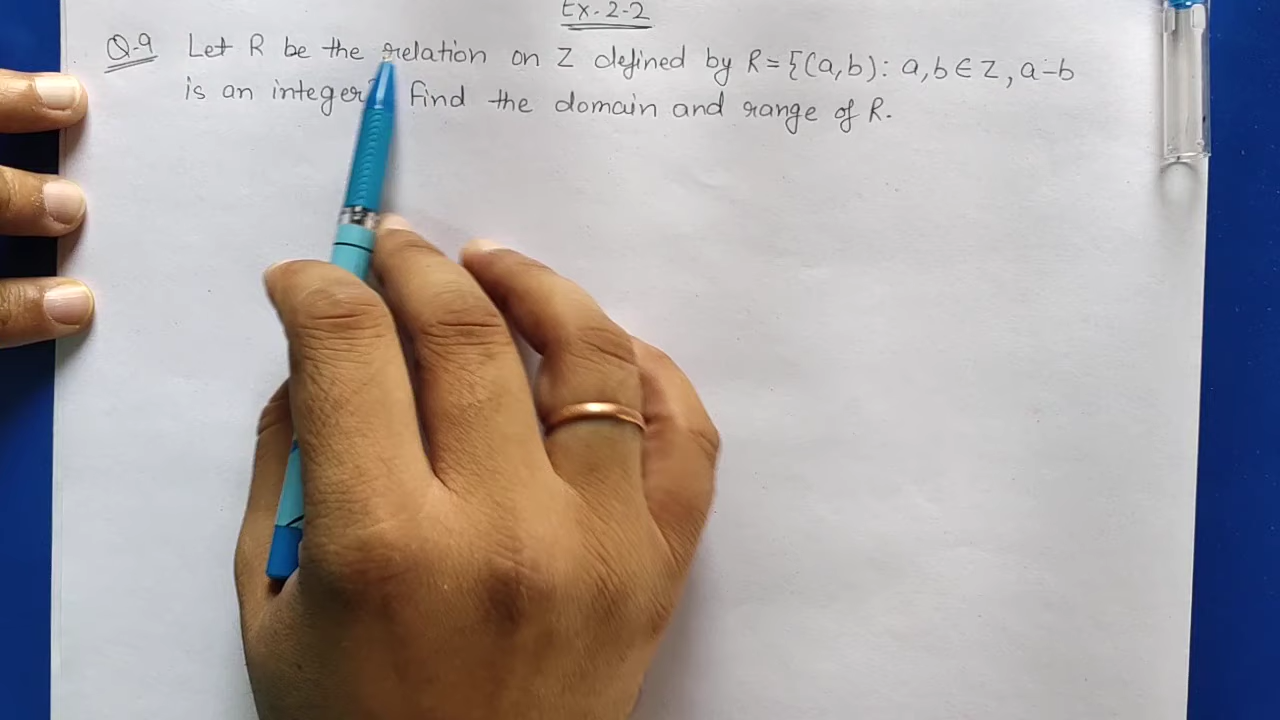 Ex-2-2
Q-9 Let R be the relation on Z defined by R={(a,b): a,b∈Z, a-b
is an integer} Find the domain and range of R.